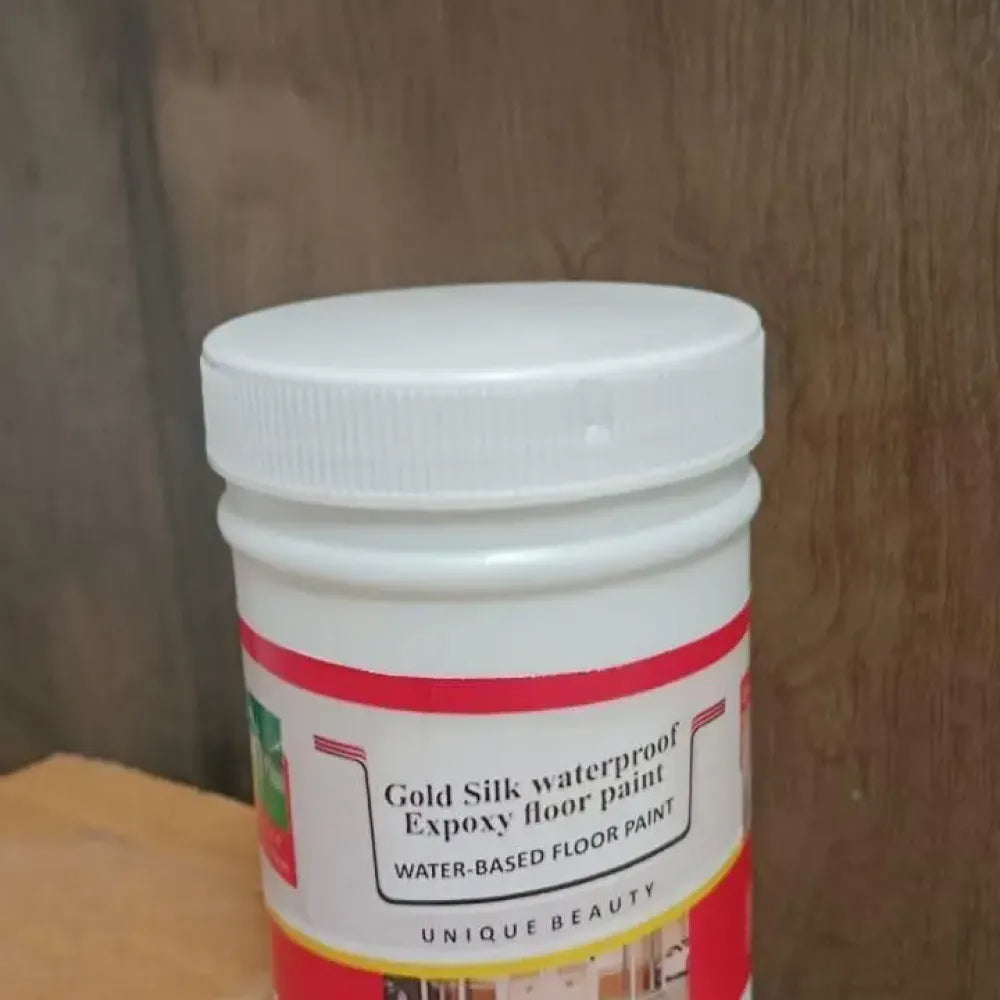 Gold Silk waterproof
Expoxy floor paint
WATER-BASED FLOOR PAINT
UNIQUE BEAUTY